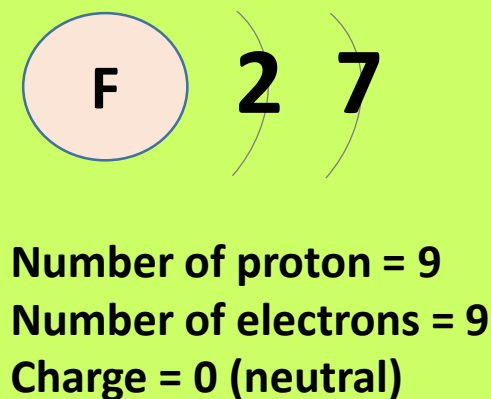 F 2 7
Number of proton = 9
Number of electrons = 9
Charge = 0 (neutral)